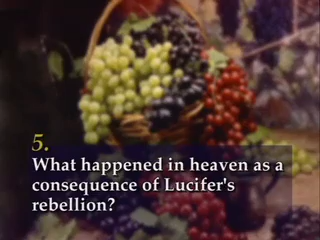 5.
What happened in heaven as a
consequence of Lucifer's
rebellion?